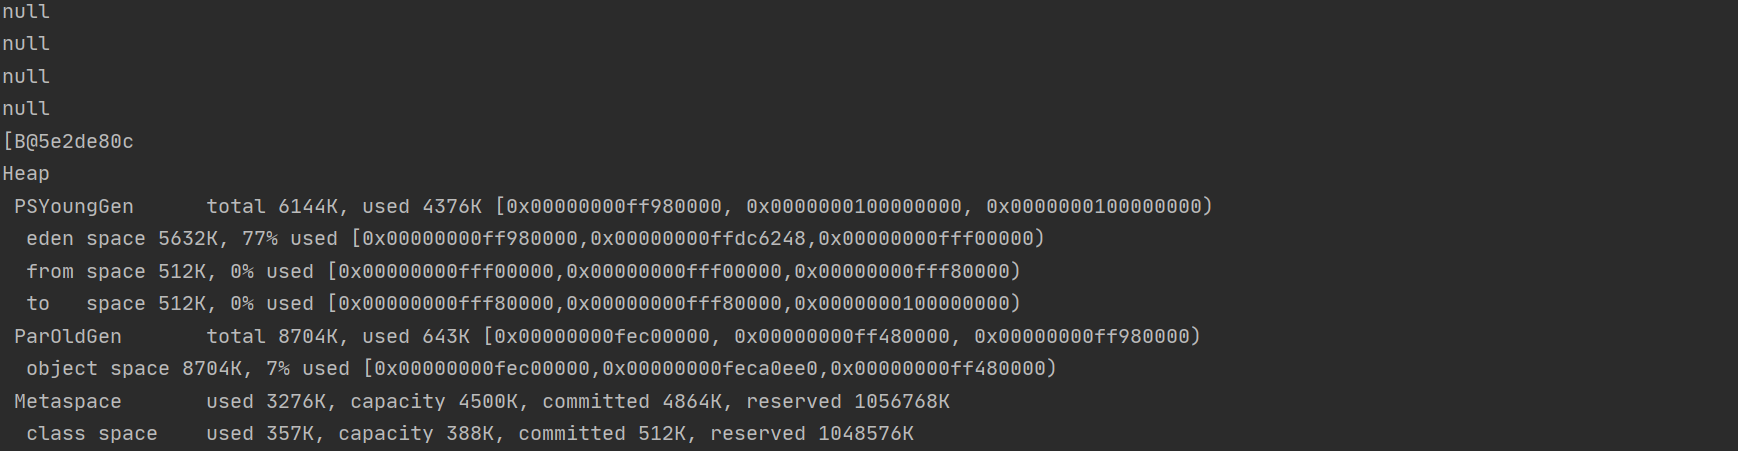 null
null
null
null
[B@5e2de80c
Heap
 PSYoungGen      total 6144K, used 4376K [0x00000000ff980000, 0x0000000100000000, 0x0000000100000000)
  eden space 5632K, 77% used [0x00000000ff980000,0x00000000ffdc6248,0x00000000fff00000)
  from space 512K, 0% used [0x00000000fff00000,0x00000000fff00000,0x00000000fff80000)
  to   space 512K, 0% used [0x00000000fff80000,0x00000000fff80000,0x0000000100000000)
 ParOldGen       total 8704K, used 643K [0x00000000fec00000, 0x00000000ff480000, 0x00000000ff980000)
  object space 8704K, 7% used [0x00000000fec00000,0x00000000feca0ee0,0x00000000ff480000)
 Metaspace       used 3276K, capacity 4500K, committed 4864K, reserved 1056768K
  class space    used 357K, capacity 388K, committed 512K, reserved 1048576K